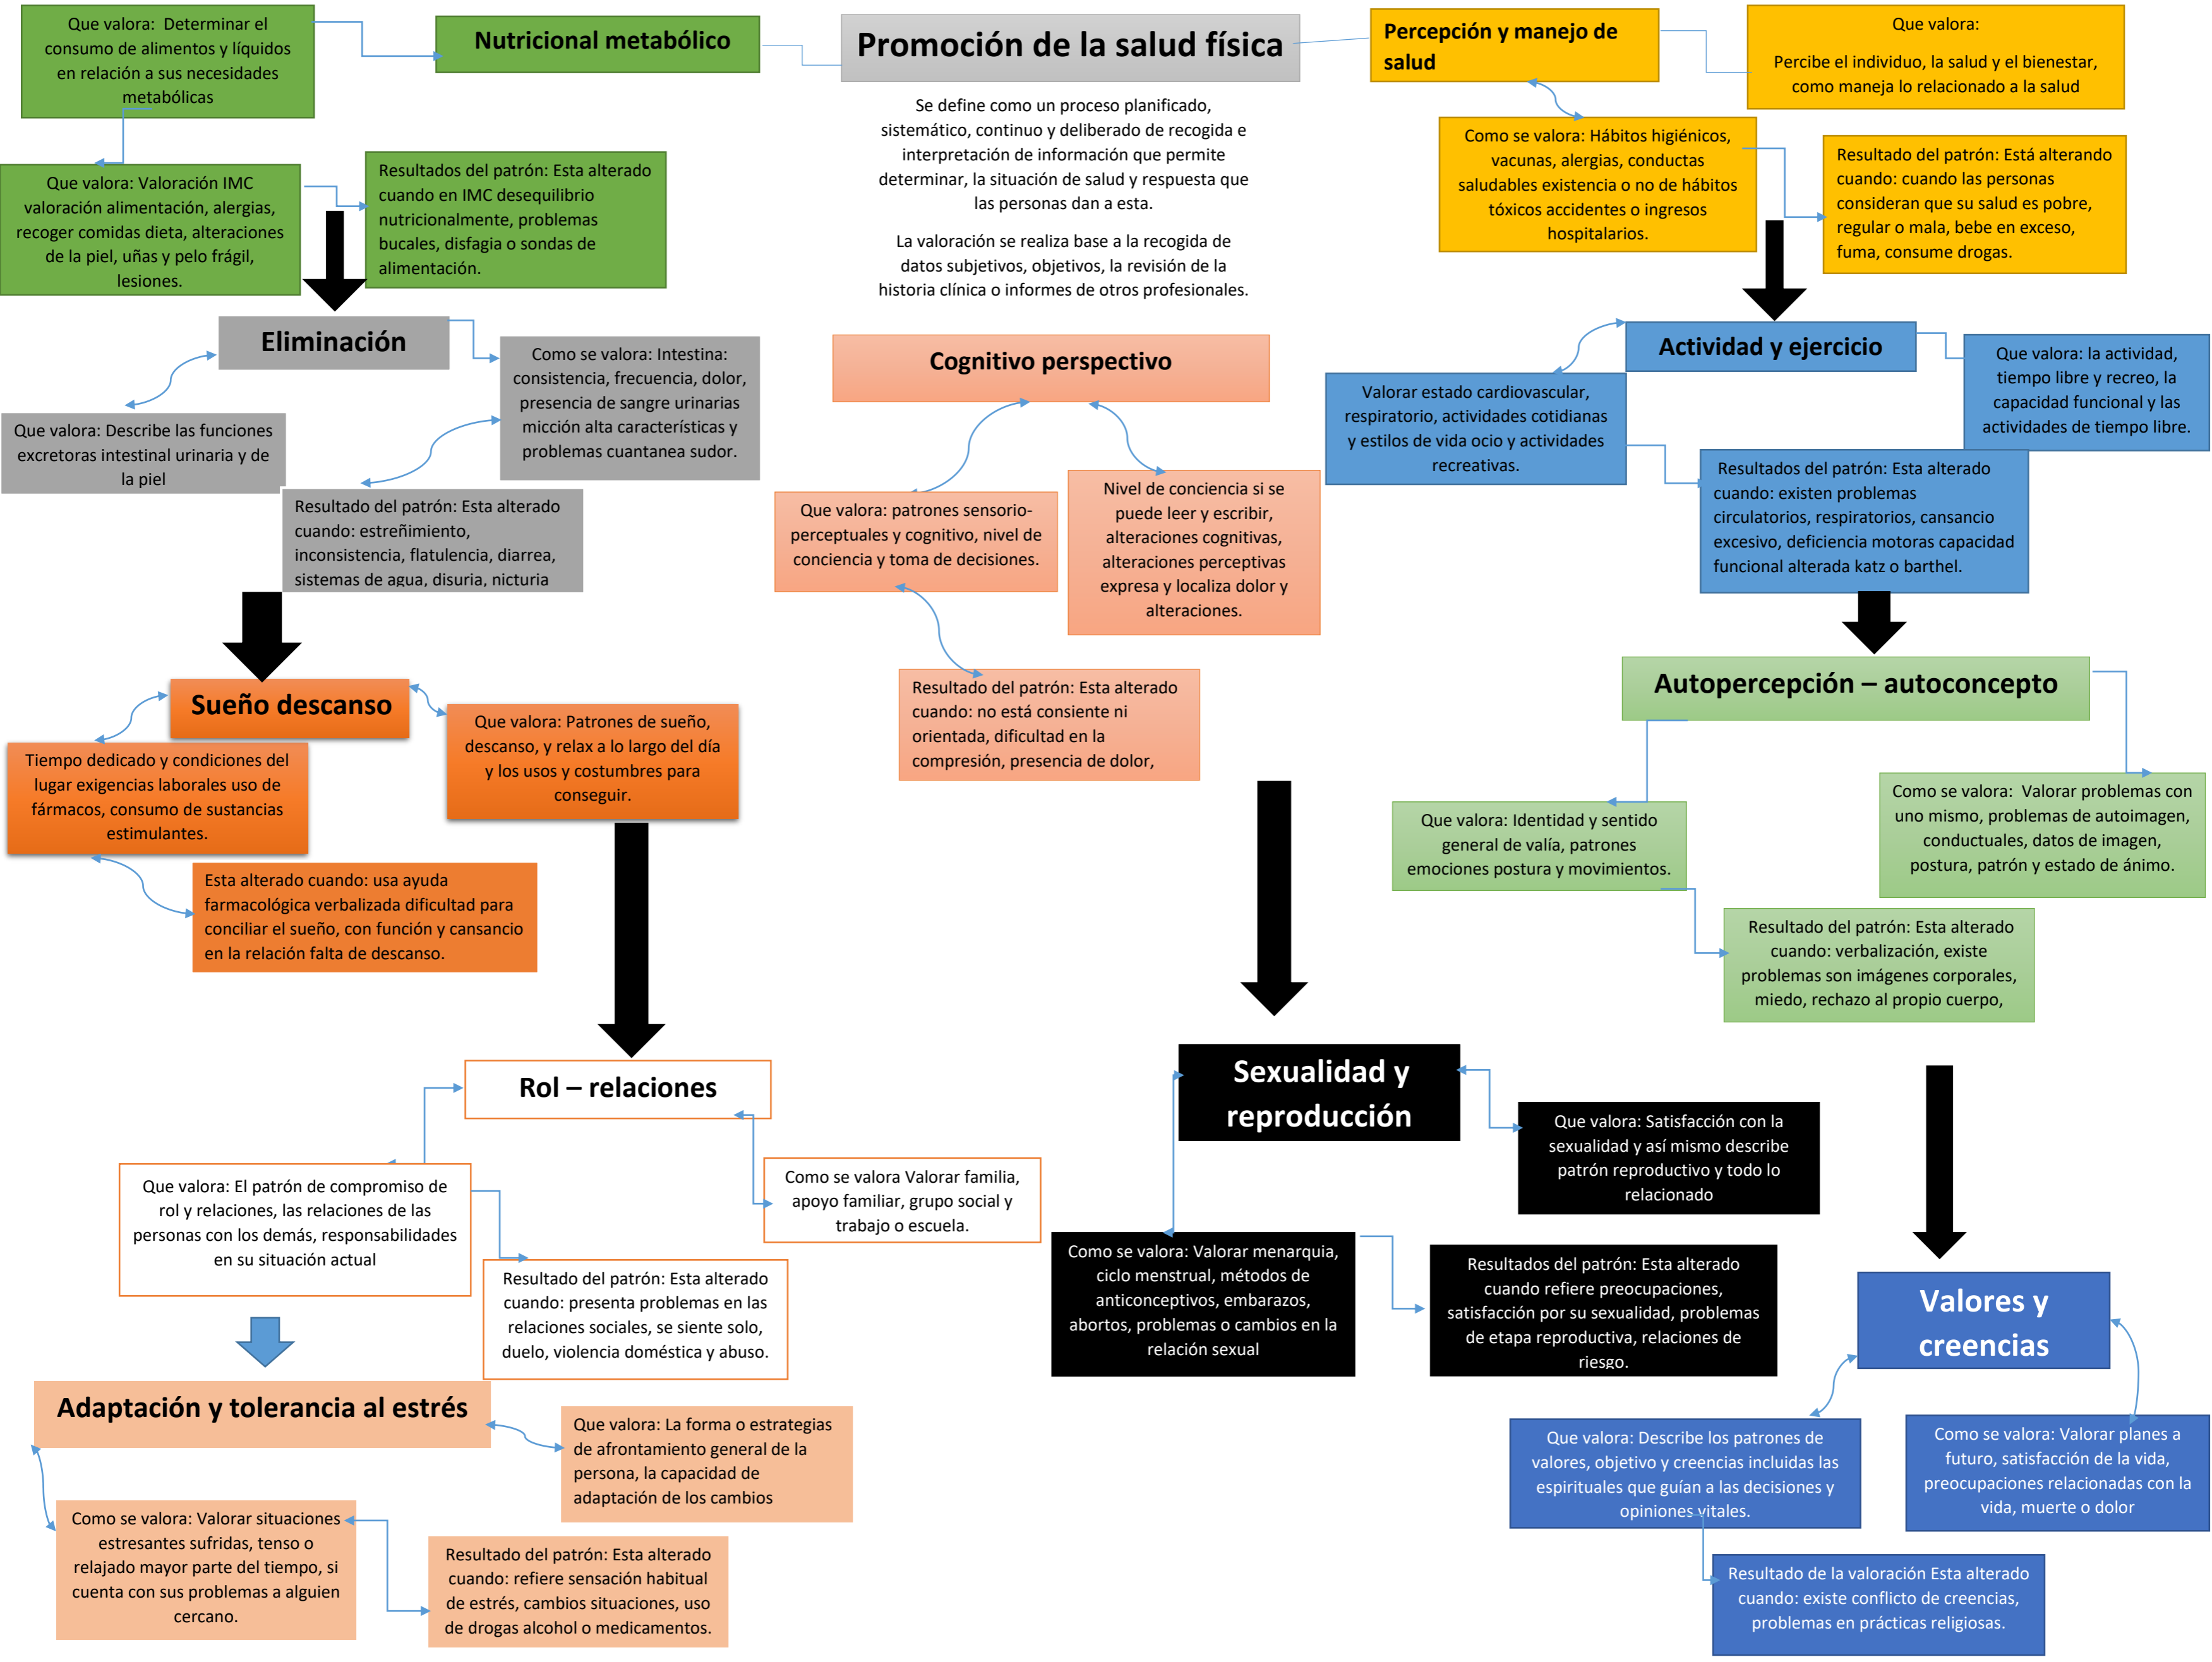 Que valora:  Determinar el
consumo de alimentos y líquidos
en relación a sus necesidades
metabólicas
Nutricional metabólico
Promoción de la salud física
Percepción y manejo de
salud
Que valora:
Percibe el individuo, la salud y el bienestar,
como maneja lo relacionado a la salud
Se define como un proceso planificado,
sistemático, continuo y deliberado de recogida e
interpretación de información que permite
determinar, la situación de salud y respuesta que
las personas dan a esta.
La valoración se realiza base a la recogida de
datos subjetivos, objetivos, la revisión de la
historia clínica o informes de otros profesionales.
Que valora: Valoración IMC
valoración alimentación, alergias,
recoger comidas dieta, alteraciones
de la piel, uñas y pelo frágil,
lesiones.
Resultados del patrón: Esta alterado
cuando en IMC desequilibrio
nutricionalmente, problemas
bucales, disfagia o sondas de
alimentación.
Como se valora: Hábitos higiénicos,
vacunas, alergias, conductas
saludables existencia o no de hábitos
tóxicos accidentes o ingresos
hospitalarios.
Resultado del patrón: Está alterando
cuando: cuando las personas
consideran que su salud es pobre,
regular o mala, bebe en exceso,
fuma, consume drogas.
Eliminación
Como se valora: Intestina:
consistencia, frecuencia, dolor,
presencia de sangre urinarias
micción alta características y
problemas cuantanea sudor.
Que valora: Describe las funciones
excretoras intestinal urinaria y de
la piel
Resultado del patrón: Esta alterado
cuando: estreñimiento,
inconsistencia, flatulencia, diarrea,
sistemas de agua, disuria, nicturia
Cognitivo perspectivo
Que valora: patrones sensorio-
perceptuales y cognitivo, nivel de
conciencia y toma de decisiones.
Nivel de conciencia si se
puede leer y escribir,
alteraciones cognitivas,
alteraciones perceptivas
expresa y localiza dolor y
alteraciones.
Resultado del patrón: Esta alterado
cuando: no está consiente ni
orientada, dificultad en la
compresión, presencia de dolor,
Actividad y ejercicio
Que valora: la actividad,
tiempo libre y recreo, la
capacidad funcional y las
actividades de tiempo libre.
Valorar estado cardiovascular,
respiratorio, actividades cotidianas
y estilos de vida ocio y actividades
recreativas.
Resultados del patrón: Esta alterado
cuando: existen problemas
circulatorios, respiratorios, cansancio
excesivo, deficiencia motoras capacidad
funcional alterada katz o barthel.
Sueño descanso
Que valora: Patrones de sueño,
descanso, y relax a lo largo del día
y los usos y costumbres para
conseguir.
Tiempo dedicado y condiciones del
lugar exigencias laborales uso de
fármacos, consumo de sustancias
estimulantes.
Esta alterado cuando: usa ayuda
farmacológica verbalizada dificultad para
conciliar el sueño, con función y cansancio
en la relación falta de descanso.
Autopercepción – autoconcepto
Que valora: Identidad y sentido
general de valía, patrones
emociones postura y movimientos.
Como se valora:  Valorar problemas con
uno mismo, problemas de autoimagen,
conductuales, datos de imagen,
postura, patrón y estado de ánimo.
Resultado del patrón: Esta alterado
cuando: verbalización, existe
problemas son imágenes corporales,
miedo, rechazo al propio cuerpo,
Rol – relaciones
Que valora: El patrón de compromiso de
rol y relaciones, las relaciones de las
personas con los demás, responsabilidades
en su situación actual
Como se valora Valorar familia,
apoyo familiar, grupo social y
trabajo o escuela.
Resultado del patrón: Esta alterado
cuando: presenta problemas en las
relaciones sociales, se siente solo,
duelo, violencia doméstica y abuso.
Sexualidad y
reproducción
Que valora: Satisfacción con la
sexualidad y así mismo describe
patrón reproductivo y todo lo
relacionado
Como se valora: Valorar menarquia,
ciclo menstrual, métodos de
anticonceptivos, embarazos,
abortos, problemas o cambios en la
relación sexual
Resultados del patrón: Esta alterado
cuando refiere preocupaciones,
satisfacción por su sexualidad, problemas
de etapa reproductiva, relaciones de
riesgo.
Valores y
creencias
Que valora: Describe los patrones de
valores, objetivo y creencias incluidas las
espirituales que guían a las decisiones y
opiniones vitales.
Como se valora: Valorar planes a
futuro, satisfacción de la vida,
preocupaciones relacionadas con la
vida, muerte o dolor
Resultado de la valoración Esta alterado
cuando: existe conflicto de creencias,
problemas en prácticas religiosas.
Adaptación y tolerancia al estrés
Que valora: La forma o estrategias
de afrontamiento general de la
persona, la capacidad de
adaptación de los cambios
Como se valora: Valorar situaciones
estresantes sufridas, tenso o
relajado mayor parte del tiempo, si
cuenta con sus problemas a alguien
cercano.
Resultado del patrón: Esta alterado
cuando: refiere sensación habitual
de estrés, cambios situaciones, uso
de drogas alcohol o medicamentos.